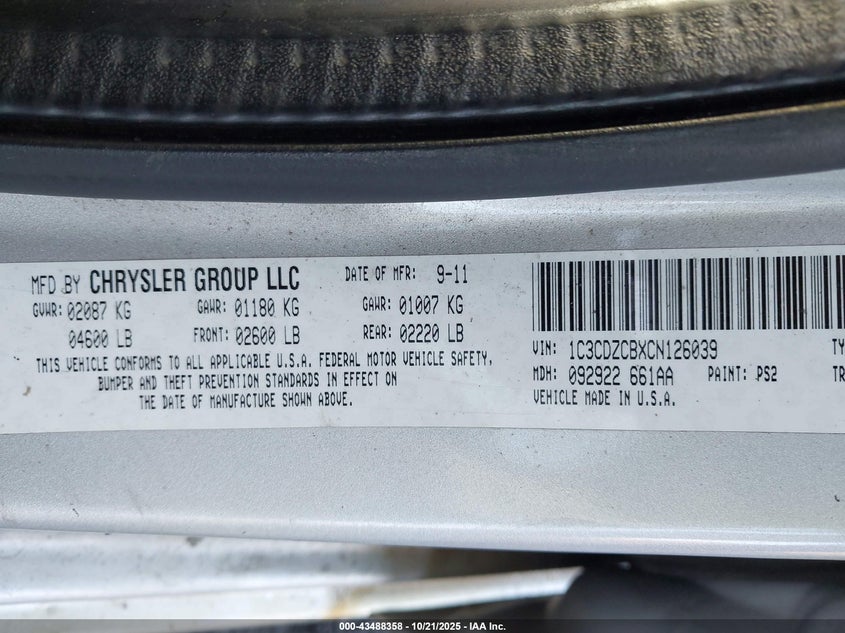 MFD BY CHRYSLER GROUP LLC DATE OF MFR: 9-11
GVWR: 02087 KG GAWR: 01180 KG GAWR: 01007 KG
04600 LB FRONT: 02600 LB REAR: 02220 LB
THIS VEHICLE CONFORMS TO ALL APPLICABLE U.S.A. FEDERAL MOTOR VEHICLE SAFETY,
BUMPER AND THEFT PREVENTION STANDARDS IN EFFECT ON
THE DATE OF MANUFACTURE SHOWN ABOVE.
VIN: 1C3CDZCBXCN126039 TY
MDH: 092922 661AA PAINT: PS2 TR
VEHICLE MADE IN U.S.A.
000-43488358 - 10/21/2025 - IAA Inc.